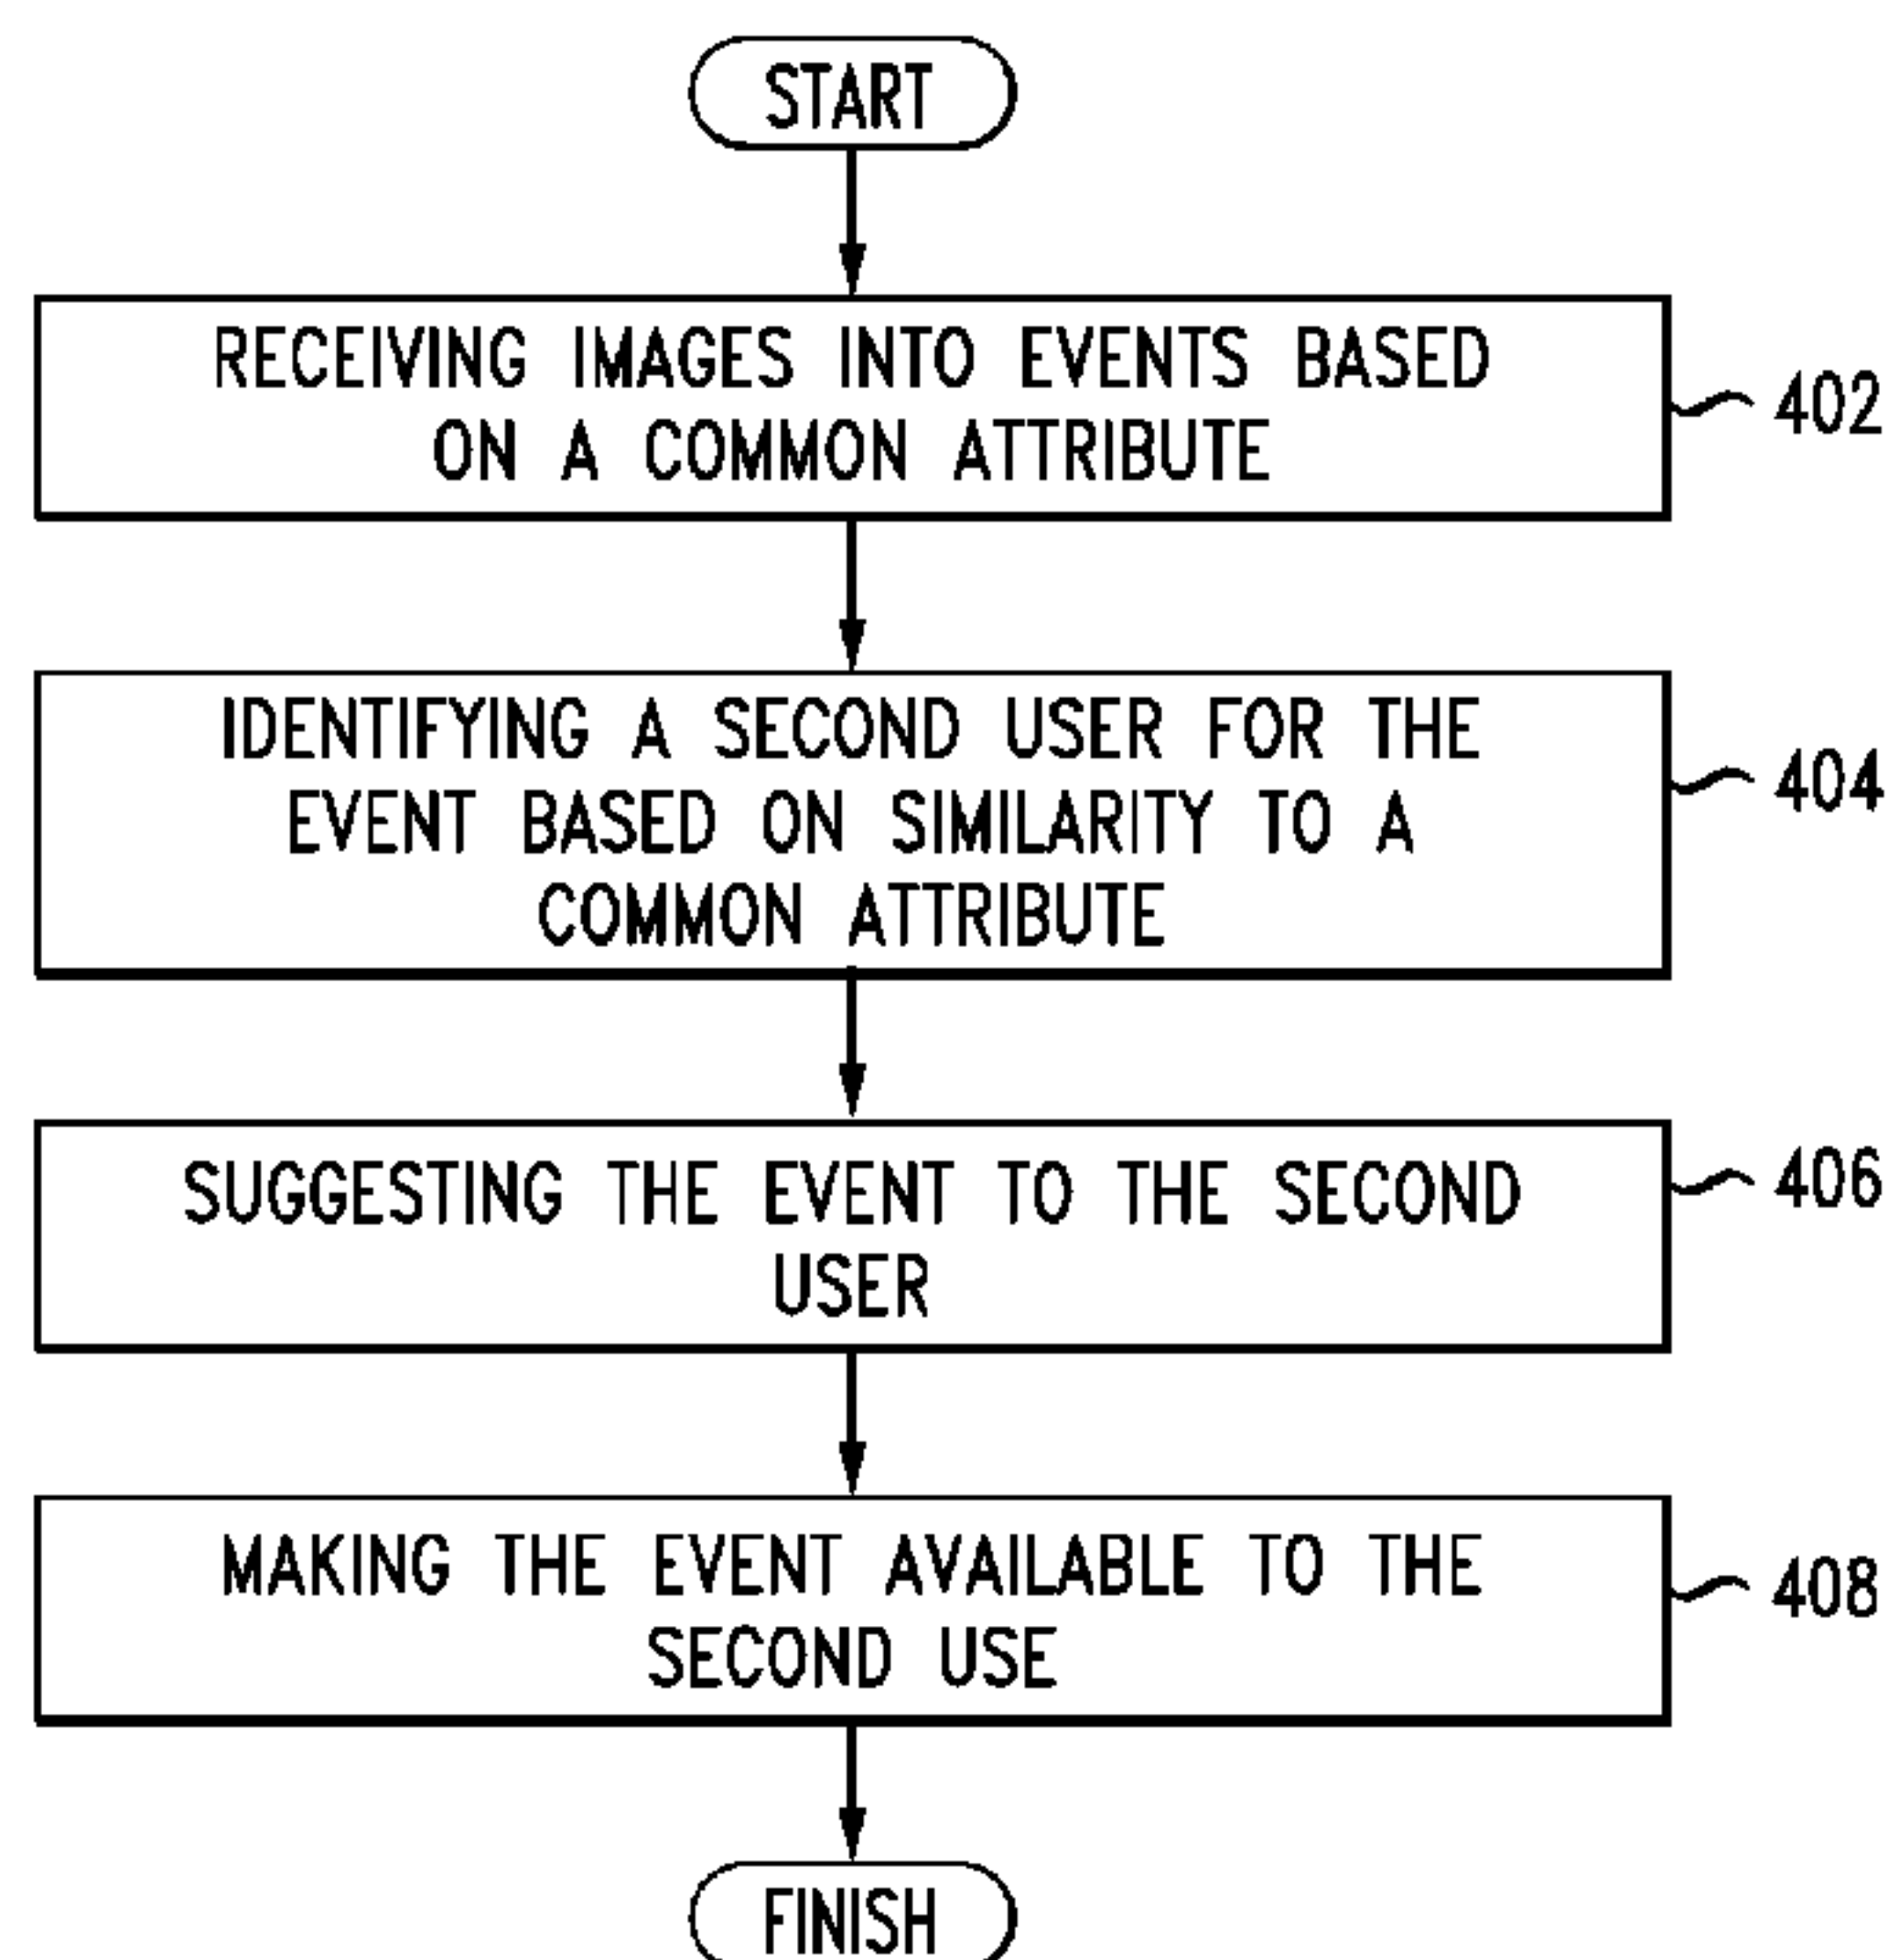 START
RECEIVING IMAGES INTO EVENTS BASED
ON A COMMON ATTRIBUTE
402
IDENTIFYING A SECOND USER FOR THE
EVENT BASED ON SIMILARITY TO A
COMMON ATTRIBUTE
404
SUGGESTING THE EVENT TO THE SECOND
USER
406
MAKING THE EVENT AVAILABLE TO THE
SECOND USE
408
FINISH